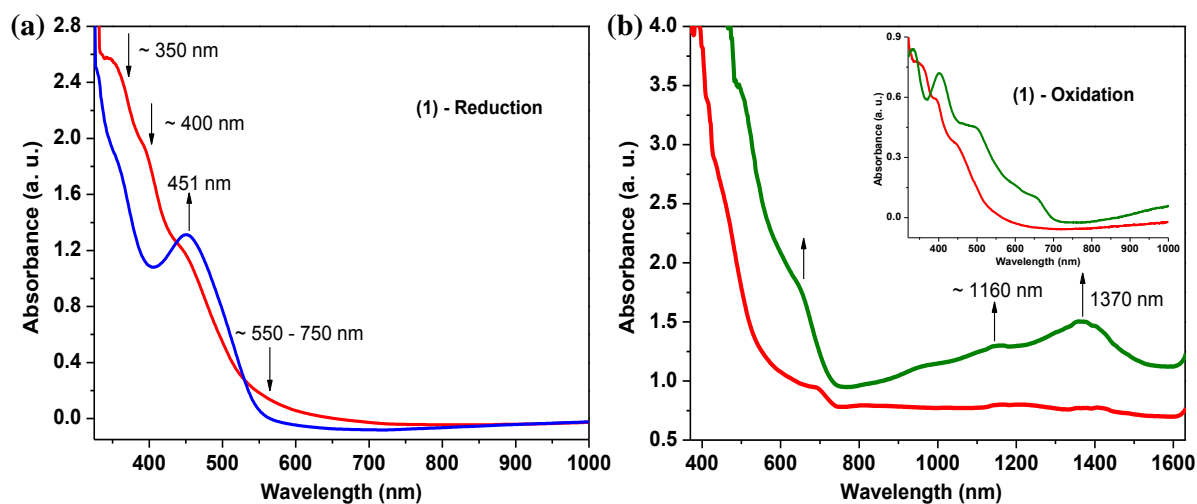 (a)
2.8
2.4
2.0
1.6
1.2
0.8
0.4
0.0
Absorbance (a. u.)
~ 350 nm
~ 400 nm
451 nm
~ 550 - 750 nm
(1) - Reduction
400 500 600 700 800 900 1000
Wavelength (nm)
(b)
4.0
3.5
3.0
2.5
2.0
1.5
1.0
0.5
Absorbance (a. u.)
0.9
0.6
0.3
0.0
Absorbance (a. u.)
(1) - Oxidation
400 500 600 700 800 900 1000
Wavelength (nm)
~ 1160 nm
1370 nm
400 600 800 1000 1200 1400 1600
Wavelength (nm)